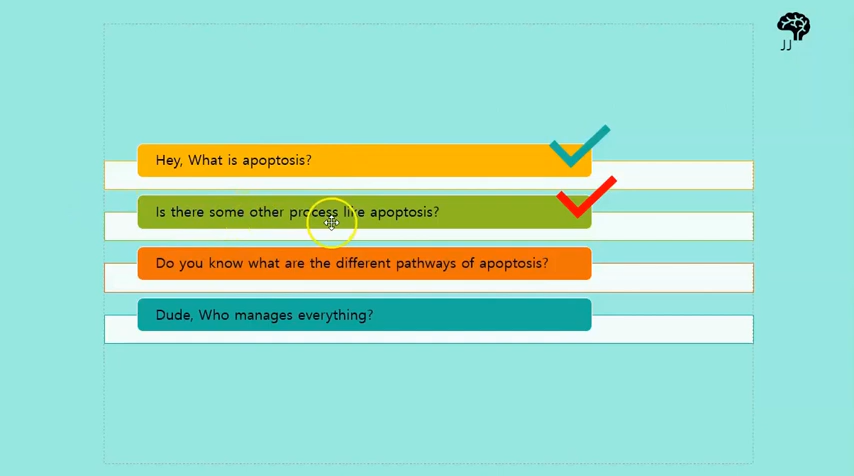 JJ
Hey, What is apoptosis?
Is there some other process like apoptosis?
Do you know what are the different pathways of apoptosis?
Dude, Who manages everything?